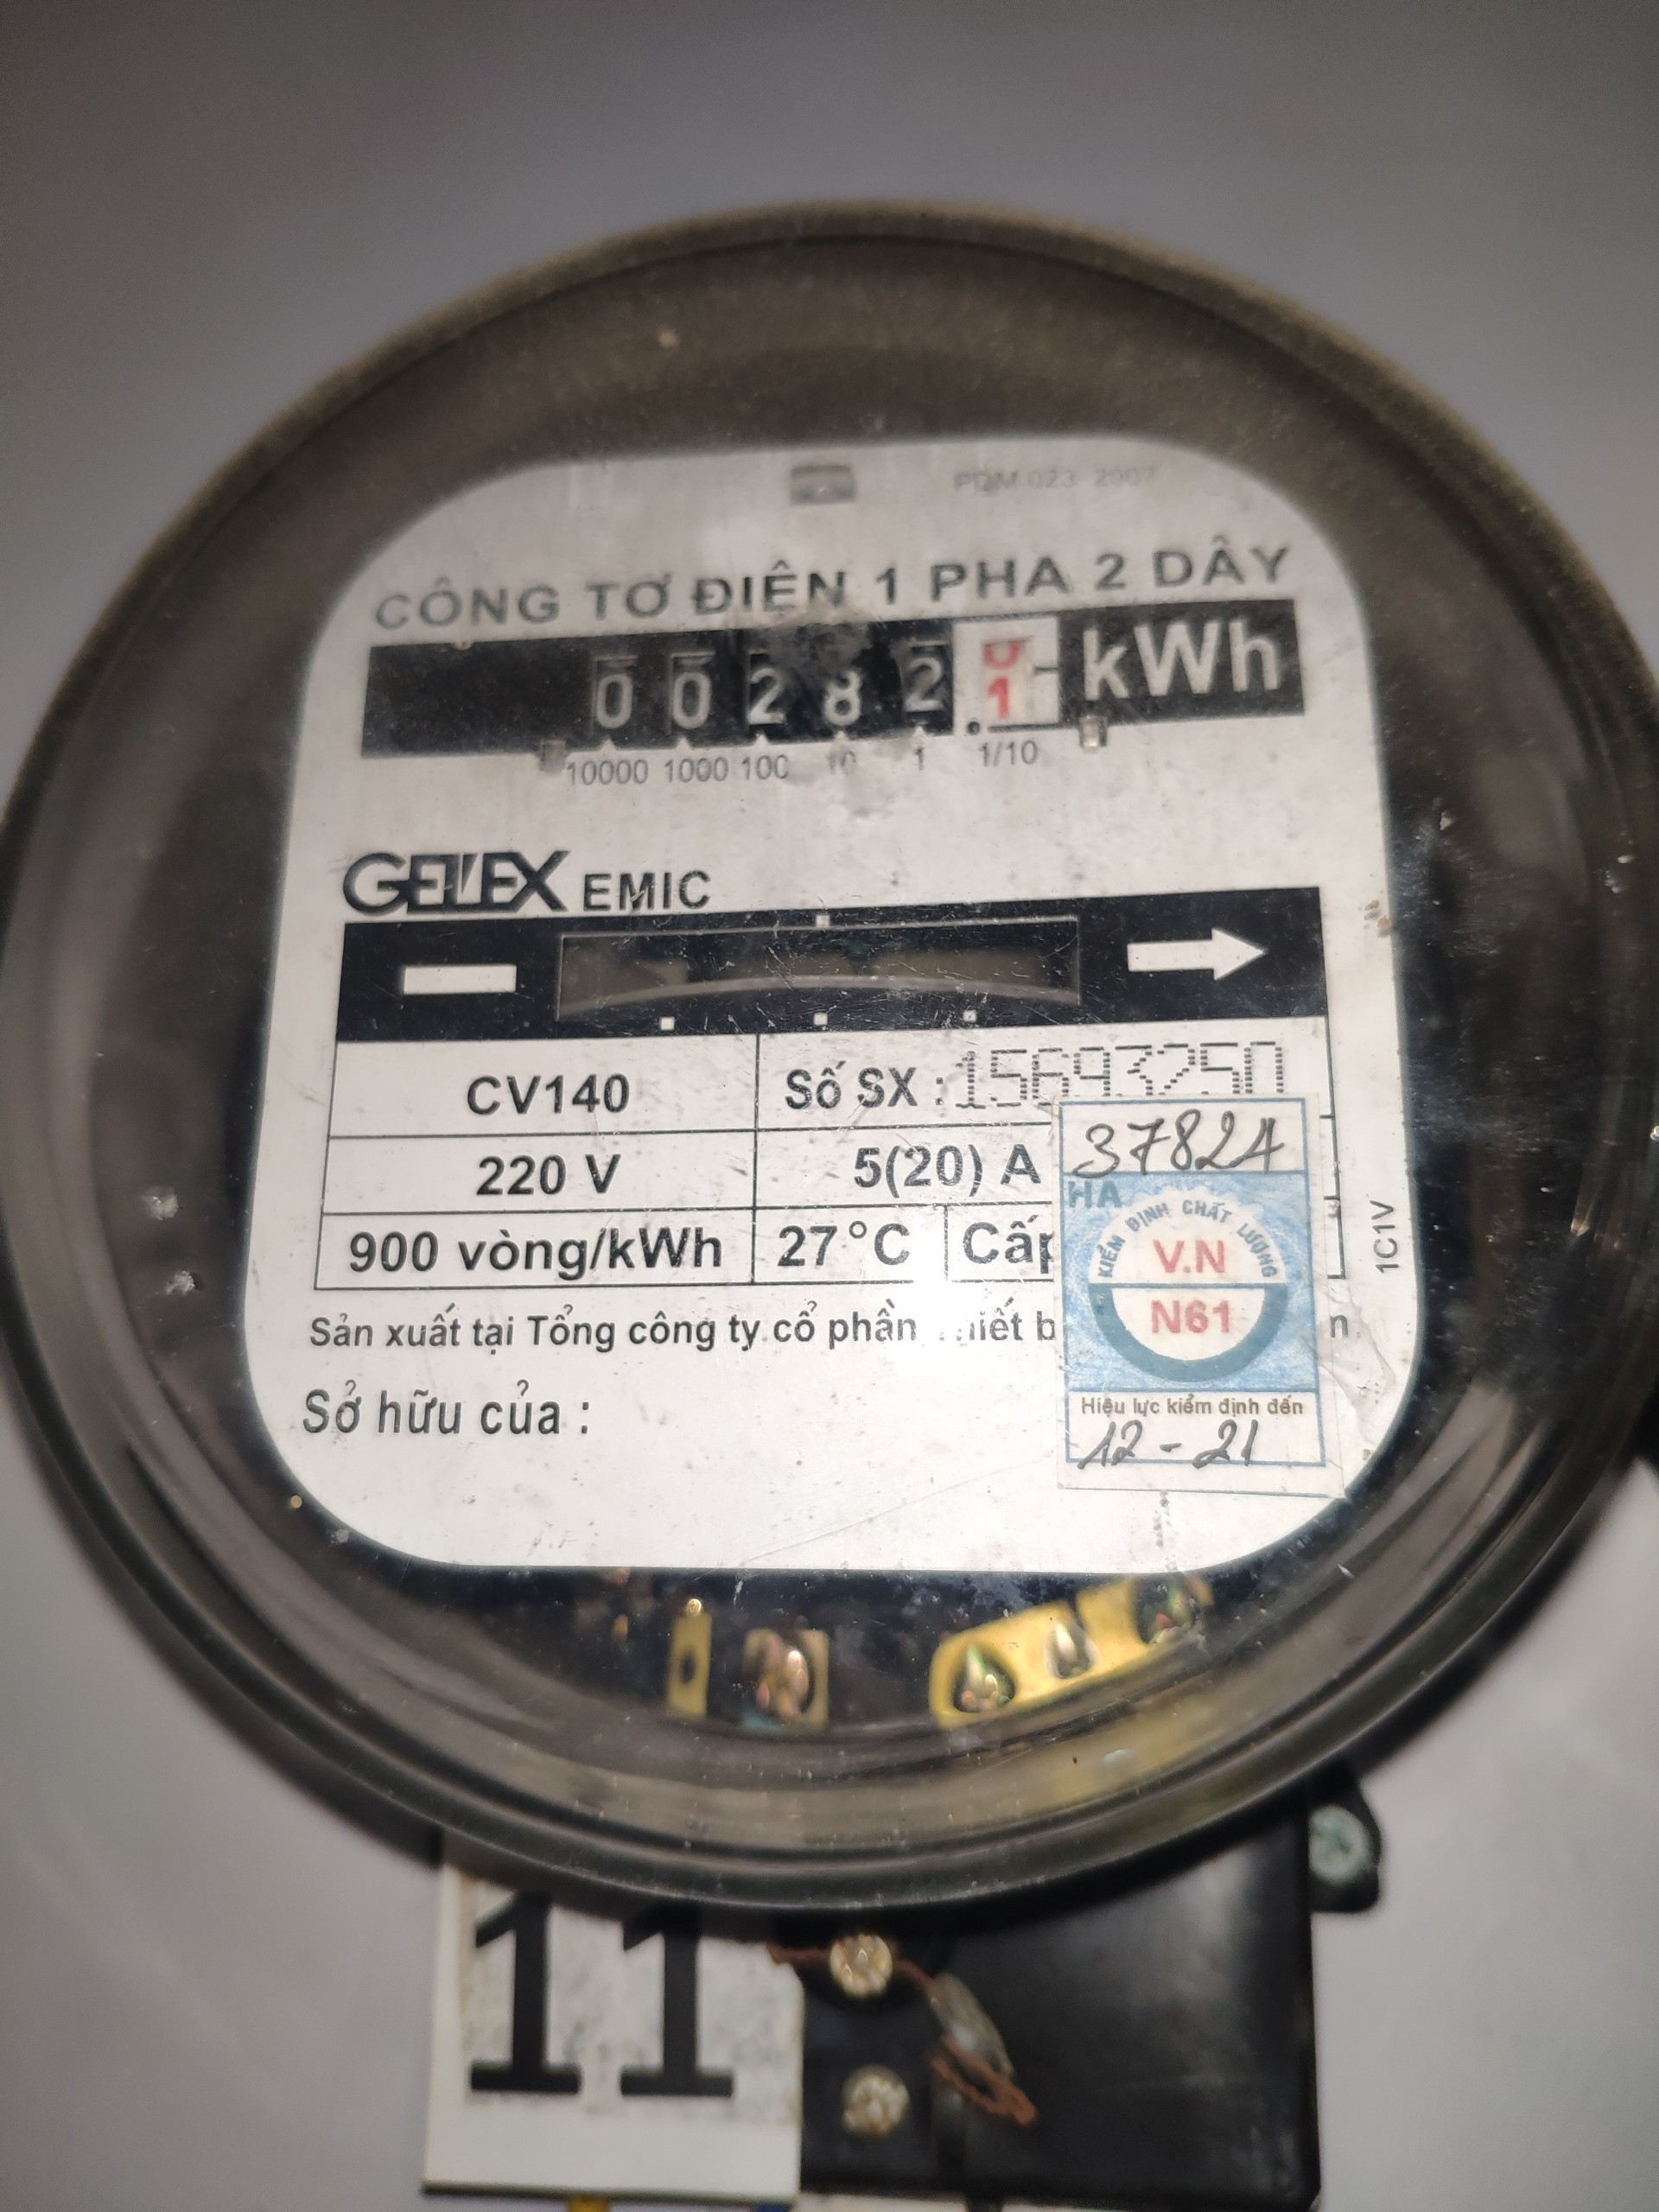 PDM 023-2007
CÔNG TƠ ĐIỆN 1 PHA 2 DÂY
0 0 2 8 2 0 1 kWh
10000 1000 100 10 1 . 1/10
GELEX EMIC
CV140 Số SX : 15693250
220 V 5(20) A
900 vòng/kWh 27°C
Sản xuất tại Tổng công ty cổ phần
Sở hữu của :
37824
HA
KIỂM ĐỊNH CHẤT LƯỢNG
V.N
N61
Hiệu lực kiểm định đến
12 - 21
1C1V
11